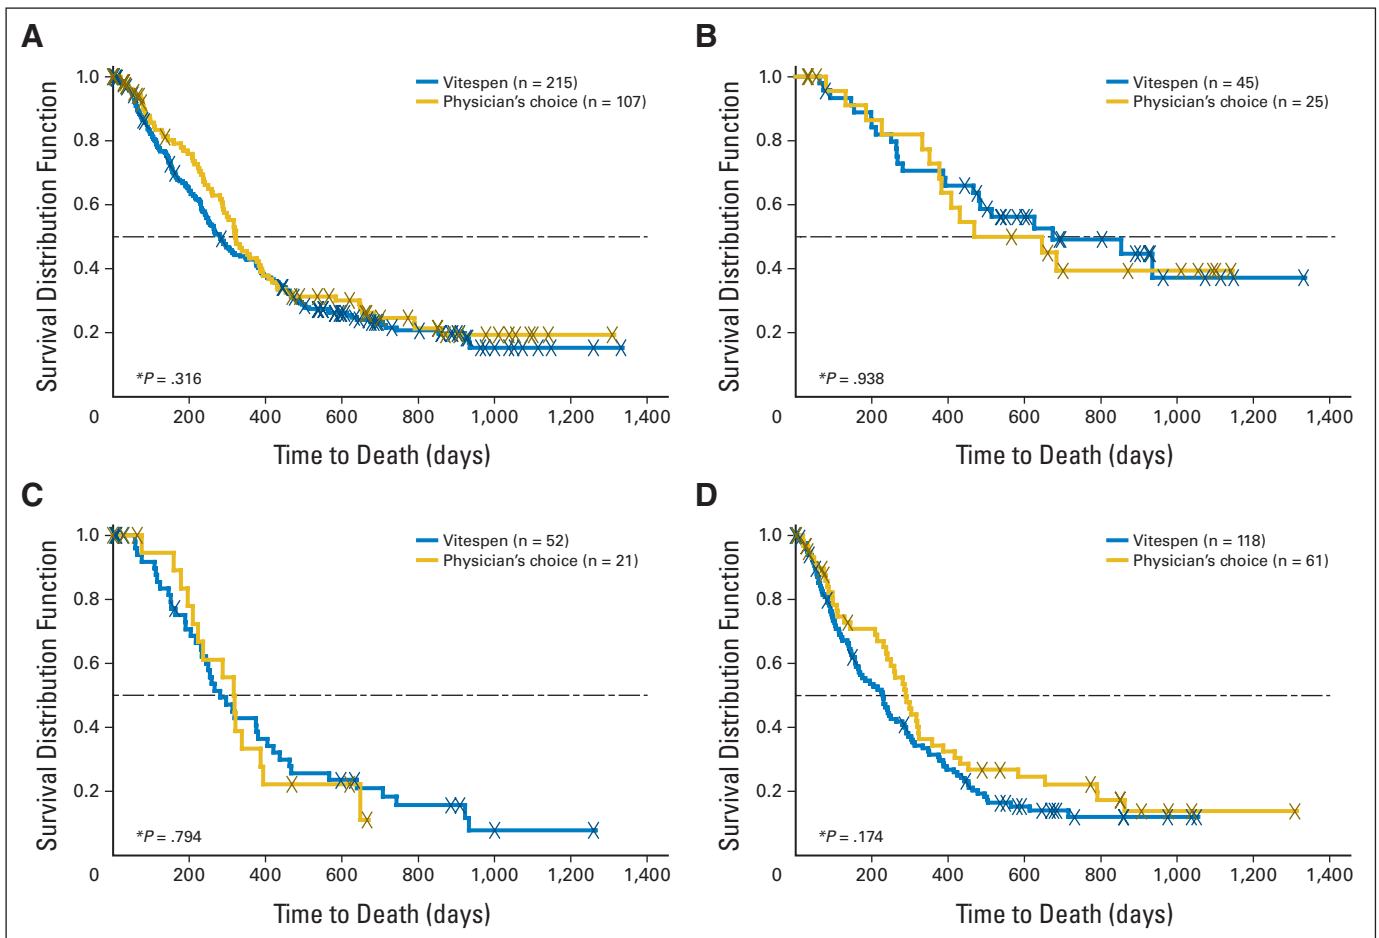 A
Survival Distribution Function
1.0
0.8
0.6
0.4
0.2
Vitespen (n = 215)
Physician's choice (n = 107)
*P = .316
0 200 400 600 800 1,000 1,200 1,400
Time to Death (days)
B
Survival Distribution Function
1.0
0.8
0.6
0.4
0.2
Vitespen (n = 45)
Physician's choice (n = 25)
*P = .938
0 200 400 600 800 1,000 1,200 1,400
Time to Death (days)
C
Survival Distribution Function
1.0
0.8
0.6
0.4
0.2
Vitespen (n = 52)
Physician's choice (n = 21)
*P = .794
0 200 400 600 800 1,000 1,200 1,400
Time to Death (days)
D
Survival Distribution Function
1.0
0.8
0.6
0.4
0.2
Vitespen (n = 118)
Physician's choice (n = 61)
*P = .174
0 200 400 600 800 1,000 1,200 1,400
Time to Death (days)